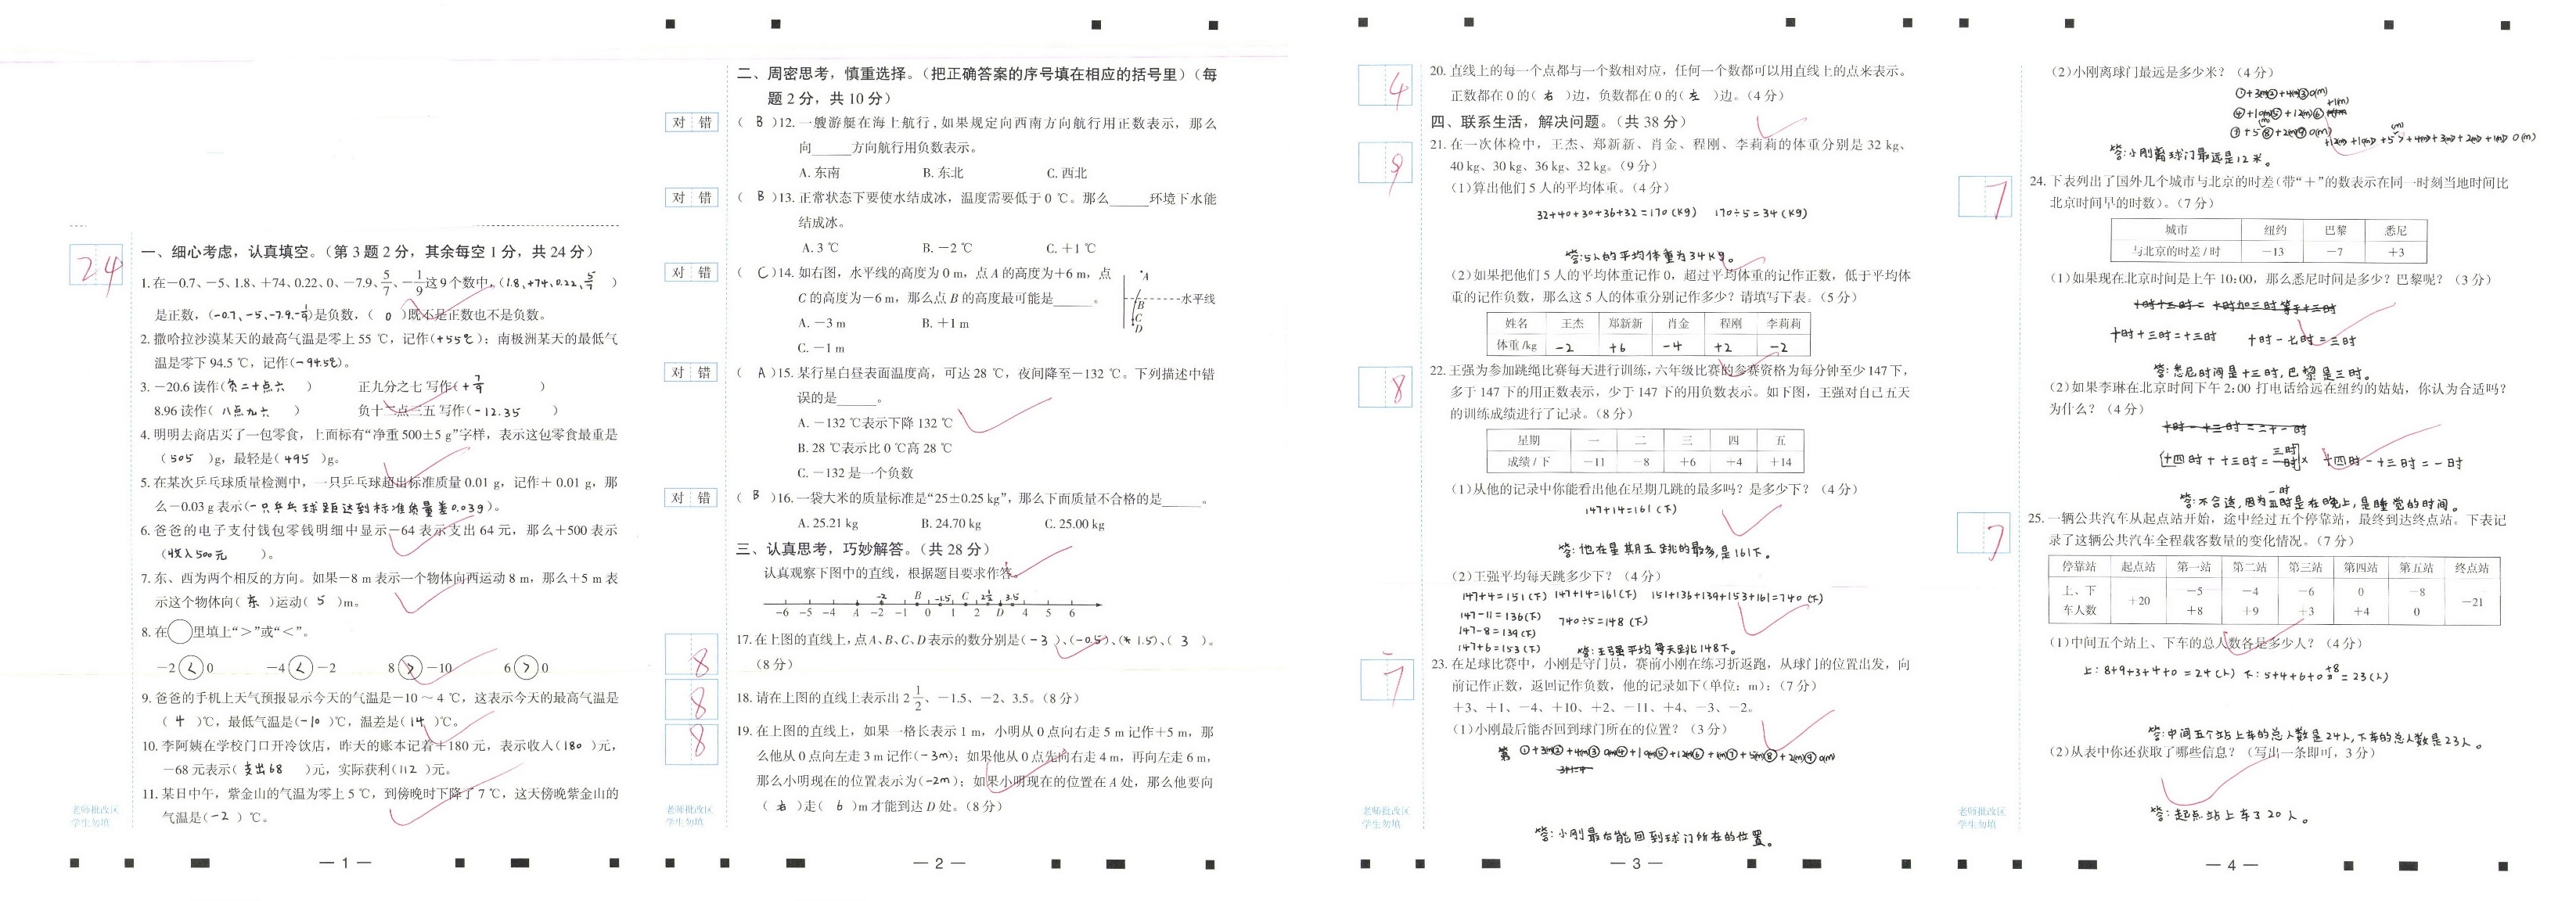 24
一、细心考虑，认真填空。（第3题2分，其余每空1分，共24分）
1.在−0.7、−5、1.8、+74、0.22、0、−7.9、5/7、−1/9这9个数中，（1.8、+74、0.22、5/7）
是正数，（−0.7、−5、−7.9、−1/9）是负数，（ 0 ）既不是正数也不是负数。
2.撒哈拉沙漠某天的最高气温是零上55 ℃，记作（+55℃）；南极洲某天的最低气
温是零下94.5 ℃，记作（−94.5℃）。
3.−20.6读作（负二十点六） 正九分之七 写作（+7/9）
8.96读作（八点九六） 负十二点三五 写作（−12.35）
4.明明去商店买了一包零食，上面标有“净重500±5 g”字样，表示这包零食最重是
（505）g，最轻是（495）g。
5.在某次乒乓球质量检测中，一只乒乓球超出标准质量0.01 g，记作+0.01 g，那
么−0.03 g表示（一只乒乓球距达到标准质量差0.03g）。
6.爸爸的电子支付钱包零钱明细中显示−64表示支出64元，那么+500表示
（收入500元）。
7.东、西为两个相反的方向。如果−8 m表示一个物体向西运动8 m，那么+5 m表
示这个物体向（东）运动（5）m。
8.在○里填上“>”或“<”。
−2<0 −4<−2 8>−10 6>0
9.爸爸的手机上天气预报显示今天的气温是−10～4 ℃，这表示今天的最高气温是
（4）℃，最低气温是（−10）℃，温差是（14）℃。
10.李阿姨在学校门口开冷饮店，昨天的账本记着+180元，表示收入（180）元，
−68元表示（支出68）元，实际获利（112）元。
11.某日中午，紫金山的气温为零上5 ℃，到傍晚时下降了7 ℃，这天傍晚紫金山的
气温是（−2）℃。
老师批改区
学生勿填
— 1 —
二、周密思考，慎重选择。（把正确答案的序号填在相应的括号里）（每
题2分，共10分）
对 错
（B）12.一艘游艇在海上航行，如果规定向西南方向航行用正数表示，那么
向______方向航行用负数表示。
A.东南 B.东北 C.西北
对 错
（B）13.正常状态下要使水结成冰，温度需要低于0 ℃。那么______环境下水能
结成冰。
A.3 ℃ B.−2 ℃ C.+1 ℃
对 错
（C）14.如右图，水平线的高度为0 m，点A的高度为+6 m，点
C的高度为−6 m，那么点B的高度最可能是______。
A.−3 m B.+1 m
C.−1 m
A
B
水平线
C
D
对 错
（A）15.某行星白昼表面温度高，可达28 ℃，夜间降至−132 ℃。下列描述中错
误的是______。
A.−132 ℃表示下降132 ℃
B.28 ℃表示比0 ℃高28 ℃
C.−132是一个负数
对 错
（B）16.一袋大米的质量标准是“25±0.25 kg”，那么下面质量不合格的是______。
A.25.21 kg B.24.70 kg C.25.00 kg
三、认真思考，巧妙解答。（共28分）
认真观察下图中的直线，根据题目要求作答。
A −2 B −1.5 C 2½ D 3.5
−6 −5 −4 −3 −2 −1 0 1 2 3 4 5 6
8
17.在上图的直线上，点A、B、C、D表示的数分别是（−3）、（−0.5）、（1.5）、（3）。
（8分）
8
18.请在上图的直线上表示出2½、−1.5、−2、3.5。（8分）
8
19.在上图的直线上，如果一格长表示1 m，小明从0点向右走5 m记作+5 m，那
么他从0点向左走3 m记作（−3m）；如果他从0点先向右走4 m，再向左走6 m，
那么小明现在的位置表示为（−2m）；如果小明现在的位置在A处，那么他要向
（右）走（6）m才能到达D处。（8分）
老师批改区
学生勿填
— 2 —
4
20.直线上的每一个点都与一个数相对应，任何一个数都可以用直线上的点来表示。
正数都在0的（右）边，负数都在0的（左）边。（4分）
四、联系生活，解决问题。（共38分）
9
21.在一次体检中，王杰、郑新新、肖金、程刚、李莉莉的体重分别是32 kg、
40 kg、30 kg、36 kg、32 kg。（9分）
（1）算出他们5人的平均体重。（4分）
32+40+30+36+32=170（kg） 170÷5=34（kg）
答：5人的平均体重为34kg。
（2）如果把他们5人的平均体重记作0，超过平均体重的记作正数，低于平均体
重的记作负数，那么这5人的体重分别记作多少？请填写下表。（5分）
姓名 王杰 郑新新 肖金 程刚 李莉莉
体重/kg −2 +6 −4 +2 −2
8
22.王强为参加跳绳比赛每天进行训练，六年级比赛的参赛资格为每分钟至少147下，
多于147下的用正数表示，少于147下的用负数表示。如下图，王强对自己五天
的训练成绩进行了记录。（8分）
星期 一 二 三 四 五
成绩/下 −11 −8 +6 +4 +14
（1）从他的记录中你能看出他在星期几跳的最多吗？是多少下？（4分）
147+14=161（下）
答：他在星期五跳的最多，是161下。
（2）王强平均每天跳多少下？（4分）
147+4=151（下） 147+14=161（下） 151+136+139+153+161=740（下）
147−11=136（下）
740÷5=148（下）
147−8=139（下）
147+6=153（下） 答：王强平均每天跳148下。
7
23.在足球比赛中，小刚是守门员，赛前小刚在练习折返跑，从球门的位置出发，向
前记作正数，返回记作负数，他的记录如下（单位：m）：（7分）
+3、+1、−4、+10、+2、−11、+4、−3、−2。
（1）小刚最后能否回到球门所在的位置？（3分）
答：小刚最后能回到球门所在的位置。
老师批改区
学生勿填
— 3 —
（2）小刚离球门最远是多少米？（4分）
答：小刚离球门最远是12米。
7
24.下表列出了国外几个城市与北京的时差（带“+”的数表示在同一时刻当地时间比
北京时间早的时数）。（7分）
城市 纽约 巴黎 悉尼
与北京的时差/时 −13 −7 +3
（1）如果现在北京时间是上午10:00，那么悉尼时间是多少？巴黎呢？（3分）
十时+三时=十三时 十时−七时=三时
答：悉尼时间是十三时，巴黎是三时。
（2）如果李琳在北京时间下午2:00打电话给远在纽约的姑姑，你认为合适吗？
为什么？（4分）
十四时−十三时=一时
答：不合适，因为一时是在晚上，是睡觉的时间。
7
25.一辆公共汽车从起点站开始，途中经过五个停靠站，最终到达终点站。下表记
录了这辆公共汽车全程载客数量的变化情况。（7分）
停靠站 起点站 第一站 第二站 第三站 第四站 第五站 终点站
上、下车人数 +20 −5 +8 −4 +9 −6 +3 0 +4 −8 0 −21
（1）中间五个站上、下车的总人数各是多少人？（4分）
上：8+9+3+4+0=24（人） 下：5+4+6+0+8=23（人）
答：中间五个站上车的总人数是24人，下车的总人数是23人。
（2）从表中你还获取了哪些信息？（写出一条即可，3分）
答：起点站上车了20人。
老师批改区
学生勿填
— 4 —